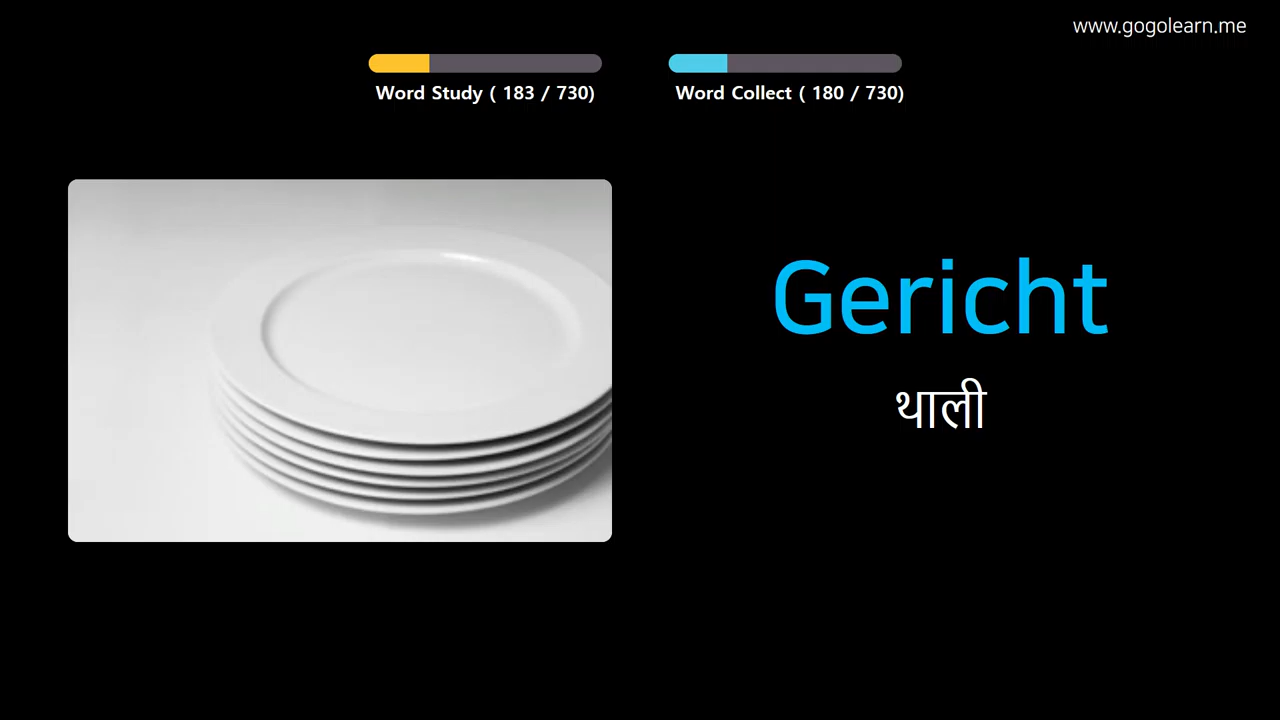 www.gogolearn.me
Word Study ( 183 / 730)
Word Collect ( 180 / 730)
Gericht
थाली